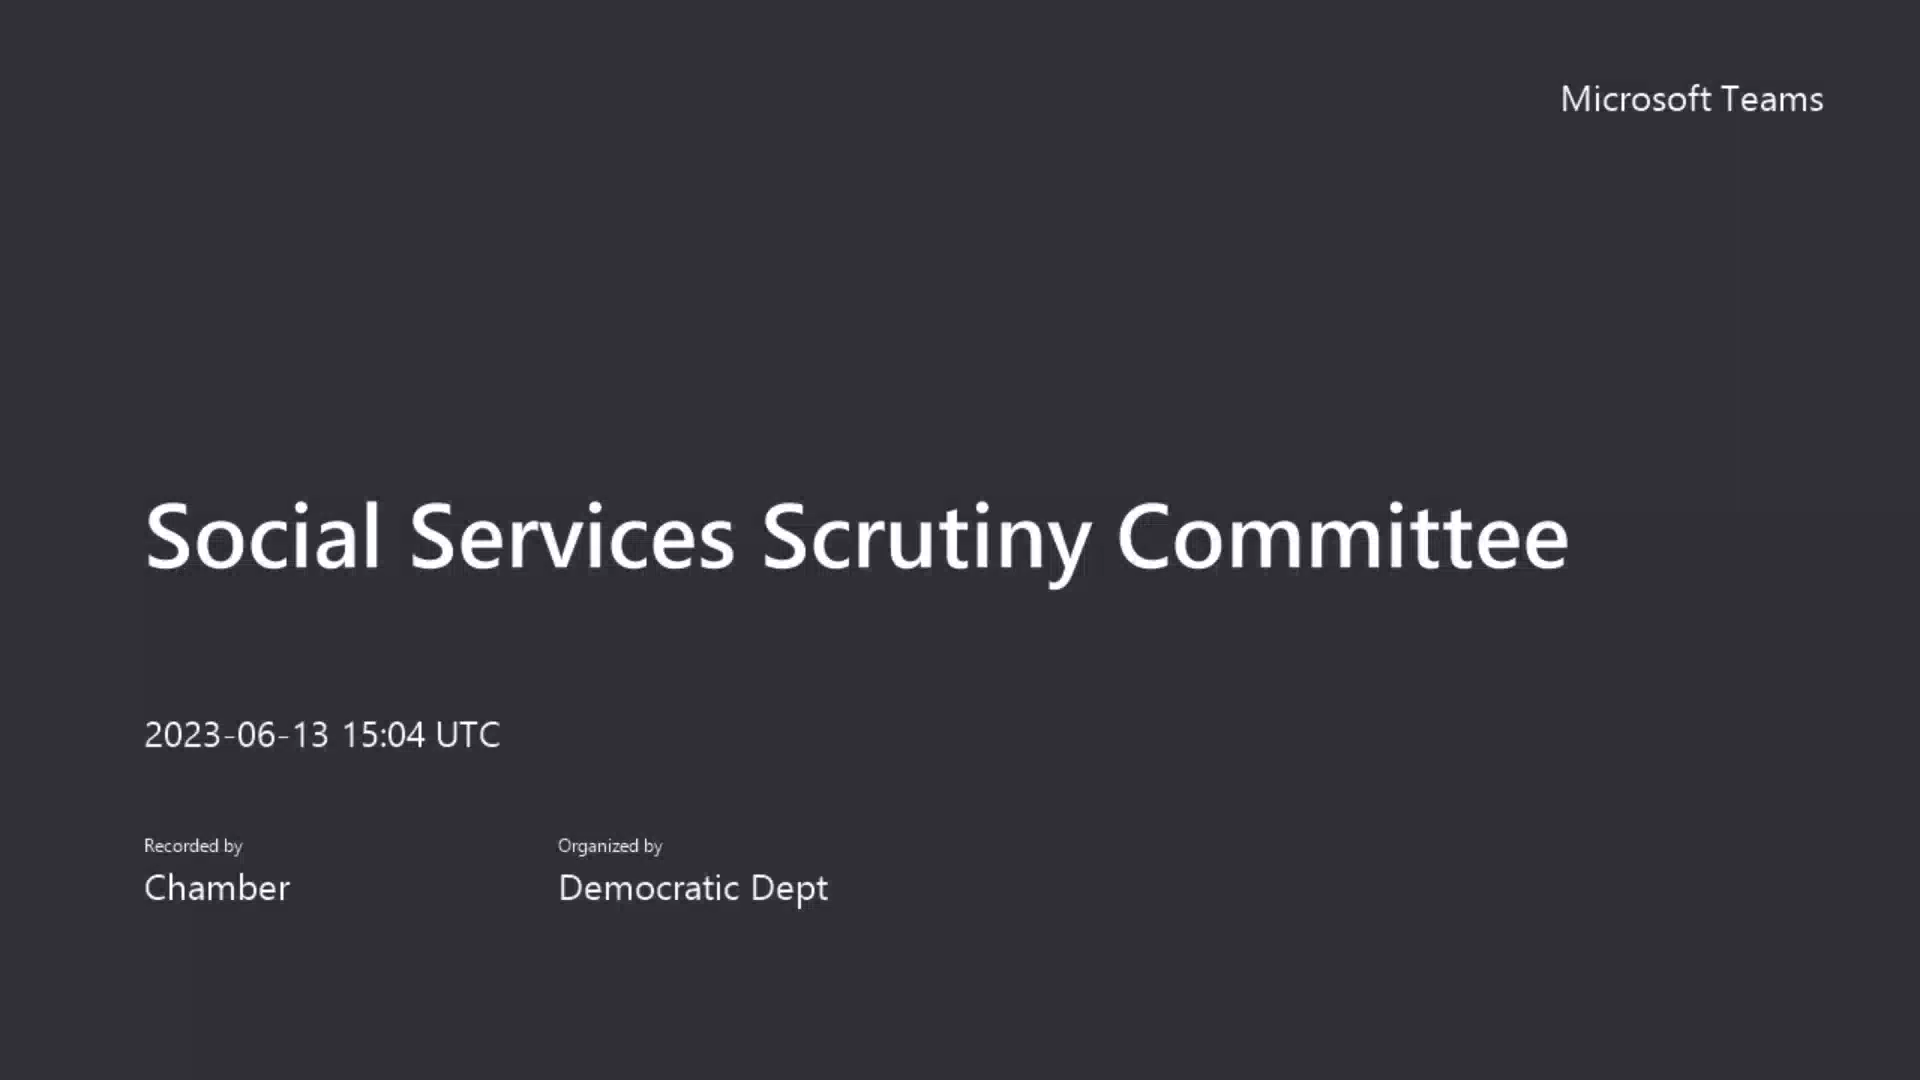 Microsoft Teams
Social Services Scrutiny Committee
2023-06-13 15:04 UTC
Recorded by
Chamber
Organized by
Democratic Dept